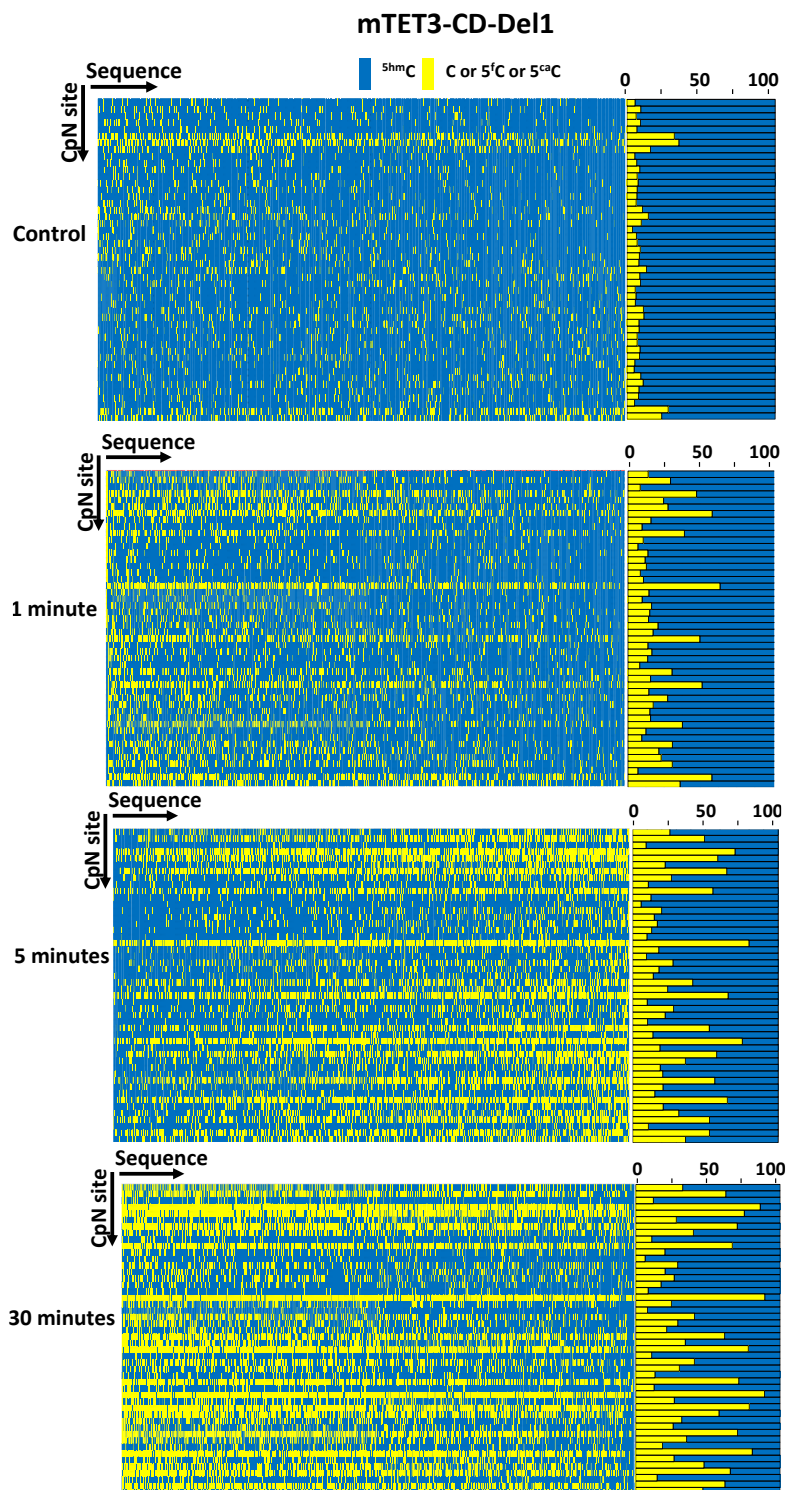 mTET3-CD-Del1
5hmC C or 5fC or 5caC
Sequence
0 50 100
CpN site
Control
Sequence
0 50 100
CpN site
1 minute
Sequence
0 50 100
CpN site
5 minutes
Sequence
0 50 100
CpN site
30 minutes